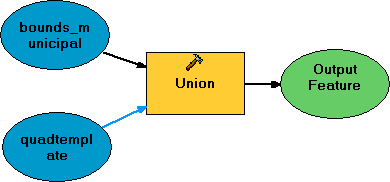 bounds_m
unicipal
Union
Output
Feature
quadtempl
ate